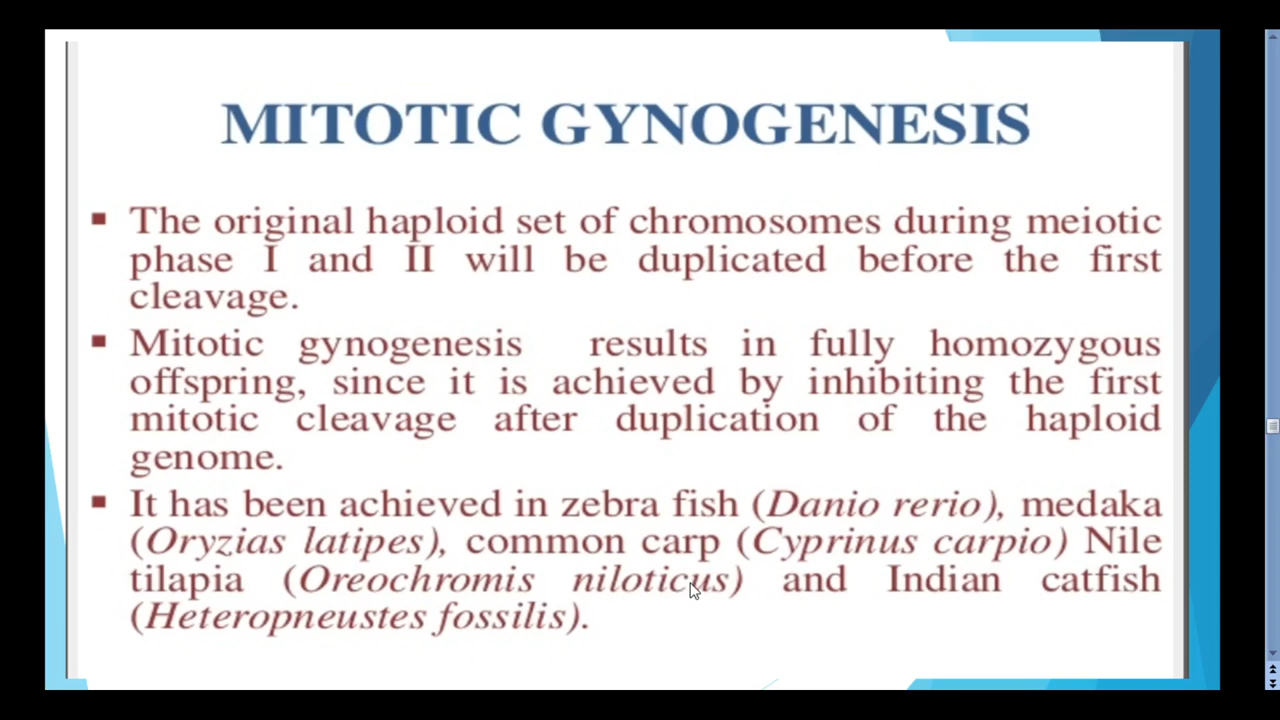 MITOTIC GYNOGENESIS
▪ The original haploid set of chromosomes during meiotic
phase I and II will be duplicated before the first
cleavage.
▪ Mitotic gynogenesis results in fully homozygous
offspring, since it is achieved by inhibiting the first
mitotic cleavage after duplication of the haploid
genome.
▪ It has been achieved in zebra fish (Danio rerio), medaka
(Oryzias latipes), common carp (Cyprinus carpio) Nile
tilapia (Oreochromis niloticus) and Indian catfish
(Heteropneustes fossilis).